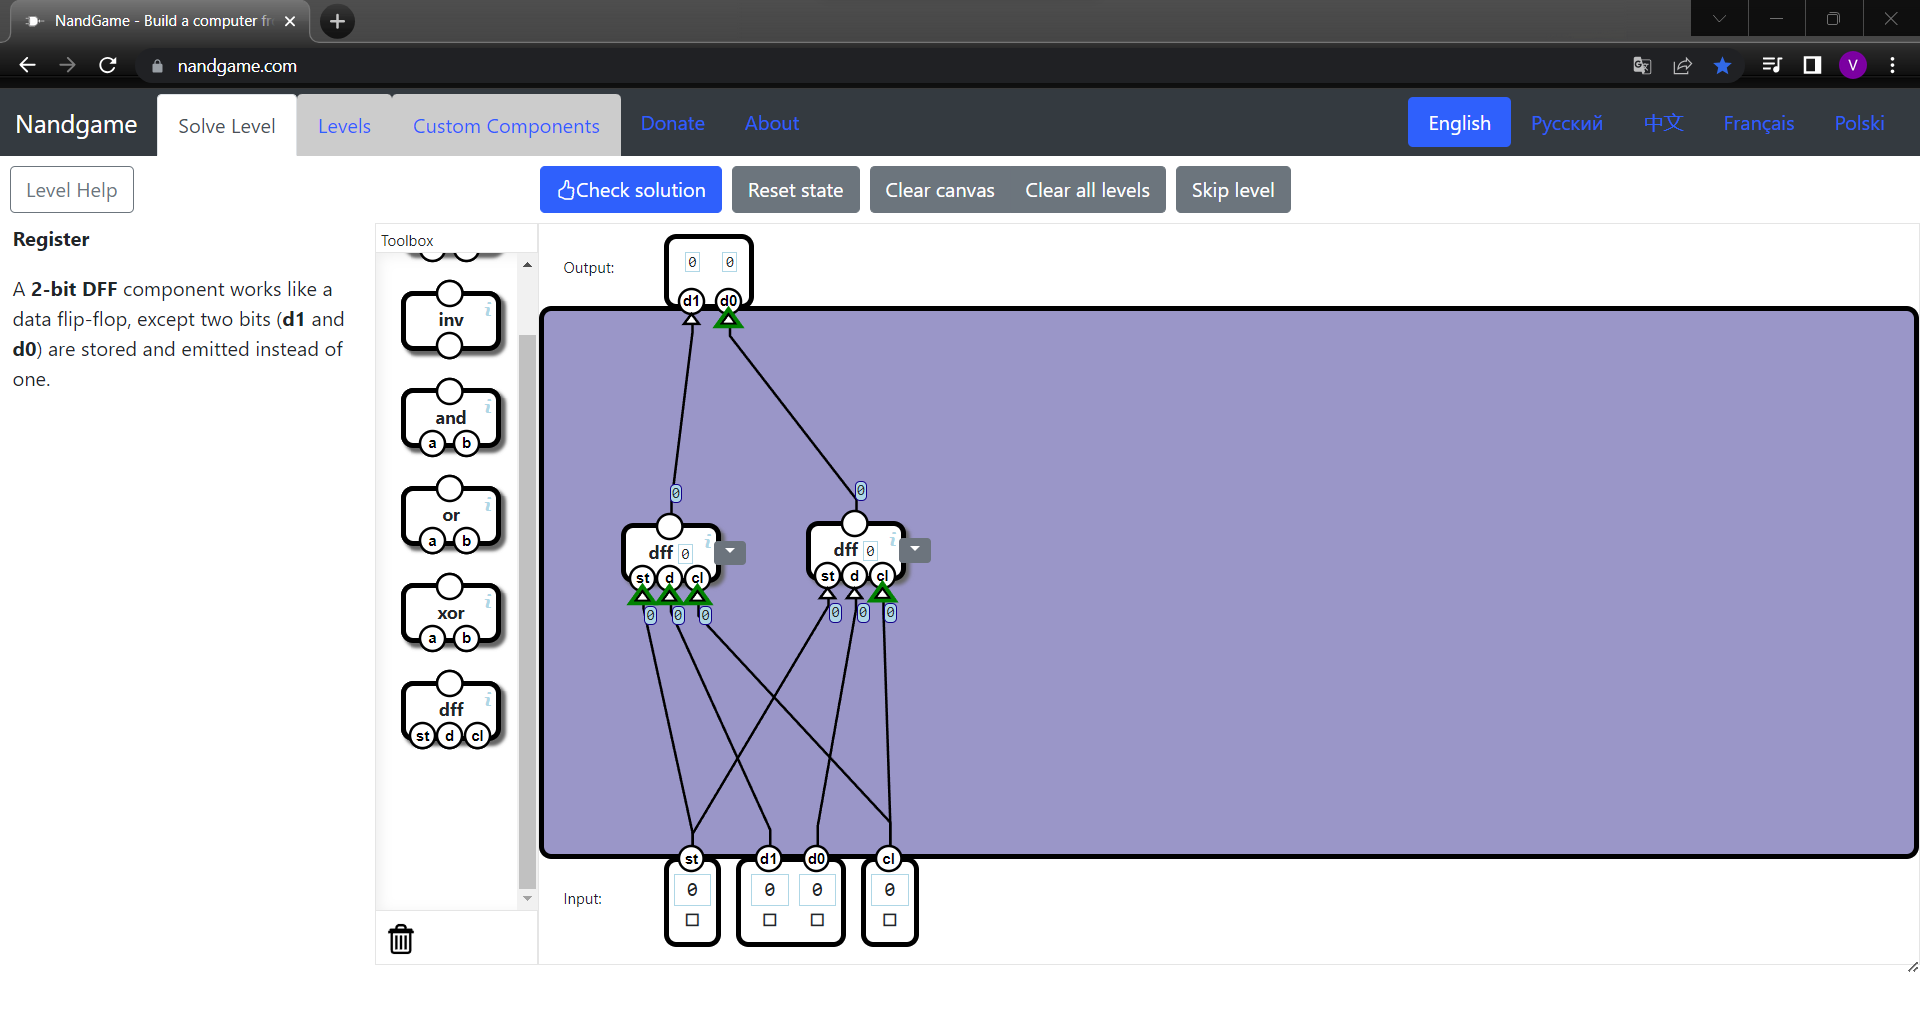 NandGame - Build a computer fr
nandgame.com
V
Nandgame
Solve Level
Levels
Custom Components
Donate
About
English
Русский
中文
Français
Polski
Level Help
Check solution
Reset state
Clear canvas
Clear all levels
Skip level
Register
A 2-bit DFF component works like a
data flip-flop, except two bits (d1 and
d0) are stored and emitted instead of
one.
Toolbox
inv
i
and
i
a b
or
i
a b
xor
i
a b
dff
i
st d cl
Output:
0 0
d1 d0
0
0
dff 0
i
st d cl
0 0 0
dff 0
i
st d cl
0 0 0
st d1 d0 cl
Input:
0 0 0 0